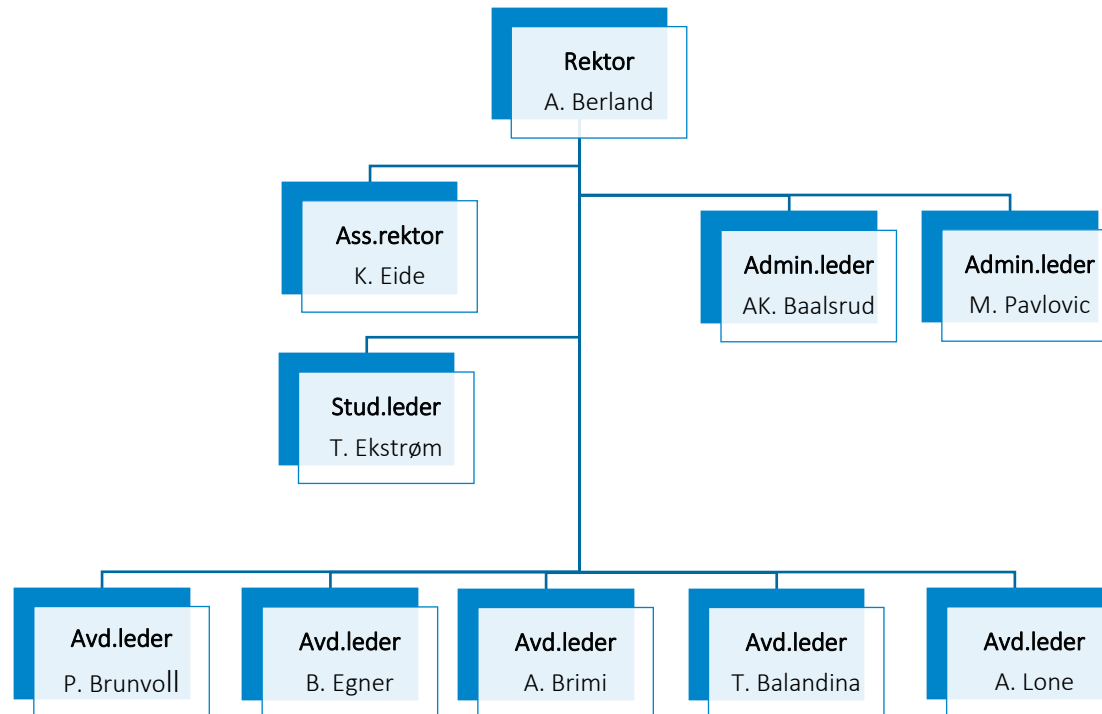 Rektor
A. Berland
Ass.rektor
K. Eide
Admin.leder
AK. Baalsrud
Admin.leder
M. Pavlovic
Stud.leder
T. Ekstrøm
Avd.leder
P. Brunvoll
Avd.leder
B. Egner
Avd.leder
A. Brimi
Avd.leder
T. Balandina
Avd.leder
A. Lone